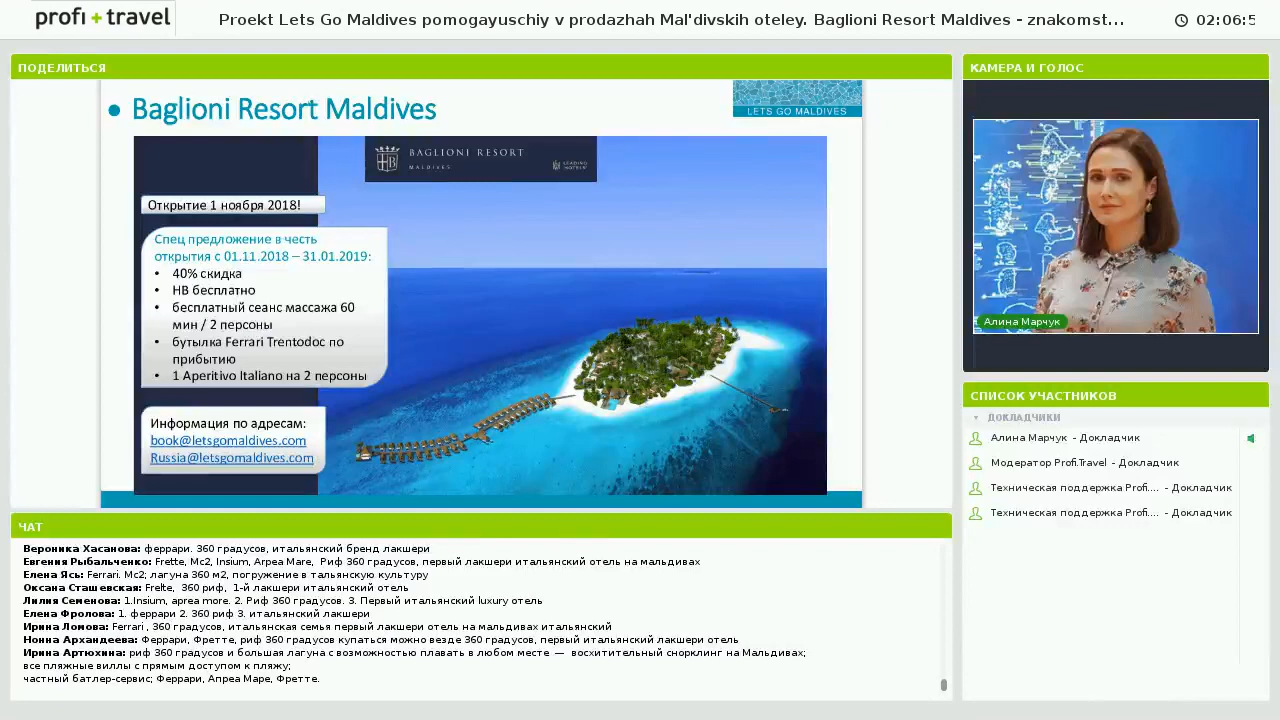 profi+travel
Proekt Lets Go Maldives pomogayuschiy v prodazhah Mal'divskih oteley. Baglioni Resort Maldives - znakomst...
02:06:5
ПОДЕЛИТЬСЯ
• Baglioni Resort Maldives
LETS GO MALDIVES
BAGLIONI RESORT
MALDIVES
LEADING
HOTELS
Открытие 1 ноября 2018!
Спец предложение в честь
открытия с 01.11.2018 – 31.01.2019:
• 40% скидка
• HB бесплатно
• бесплатный сеанс массажа 60
мин / 2 персоны
• бутылка Ferrari Trentodoc по
прибытию
• 1 Aperitivo Italiano на 2 персоны
Информация по адресам:
book@letsgomaldives.com
Russia@letsgomaldives.com
ЧАТ
Вероника Хасанова: феррари. 360 градусов, итальянский бренд лакшери
Евгения Рыбальченко: Frette, Mc2, Insium, Arpea Mare, Риф 360 градусов, первый лакшери итальянский отель на мальдивах
Елена Ясь: Ferrari. Mc2; лагуна 360 м2, погружение в тальянскую культуру
Оксана Сташевская: Frelte, 360 риф, 1-й лакшери итальянский отель
Лилия Семенова: 1.Insium, aprea more. 2. Риф 360 градусов. 3. Первый итальянский luxury отель
Елена Фролова: 1. феррари 2. 360 риф 3. итальянский лакшери
Ирина Ломова: Ferrari , 360 градусов, итальянская семья первый лакшери отель на мальдивах итальянский
Нонна Архандеева: Феррари, Фретте, риф 360 градусов купаться можно везде 360 градусов, первый итальянский лакшери отель
Ирина Артюхина: риф 360 градусов и большая лагуна с возможностью плавать в любом месте — восхитительный снорклинг на Мальдивах;
все пляжные виллы с прямым доступом к пляжу;
частный батлер-сервис; Феррари, Апреа Маре, Фретте.
КАМЕРА И ГОЛОС
Алина Марчук
СПИСОК УЧАСТНИКОВ
ДОКЛАДЧИКИ
Алина Марчук - Докладчик
Модератор Profi.Travel - Докладчик
Техническая поддержка Profi.... - Докладчик
Техническая поддержка Profi.... - Докладчик